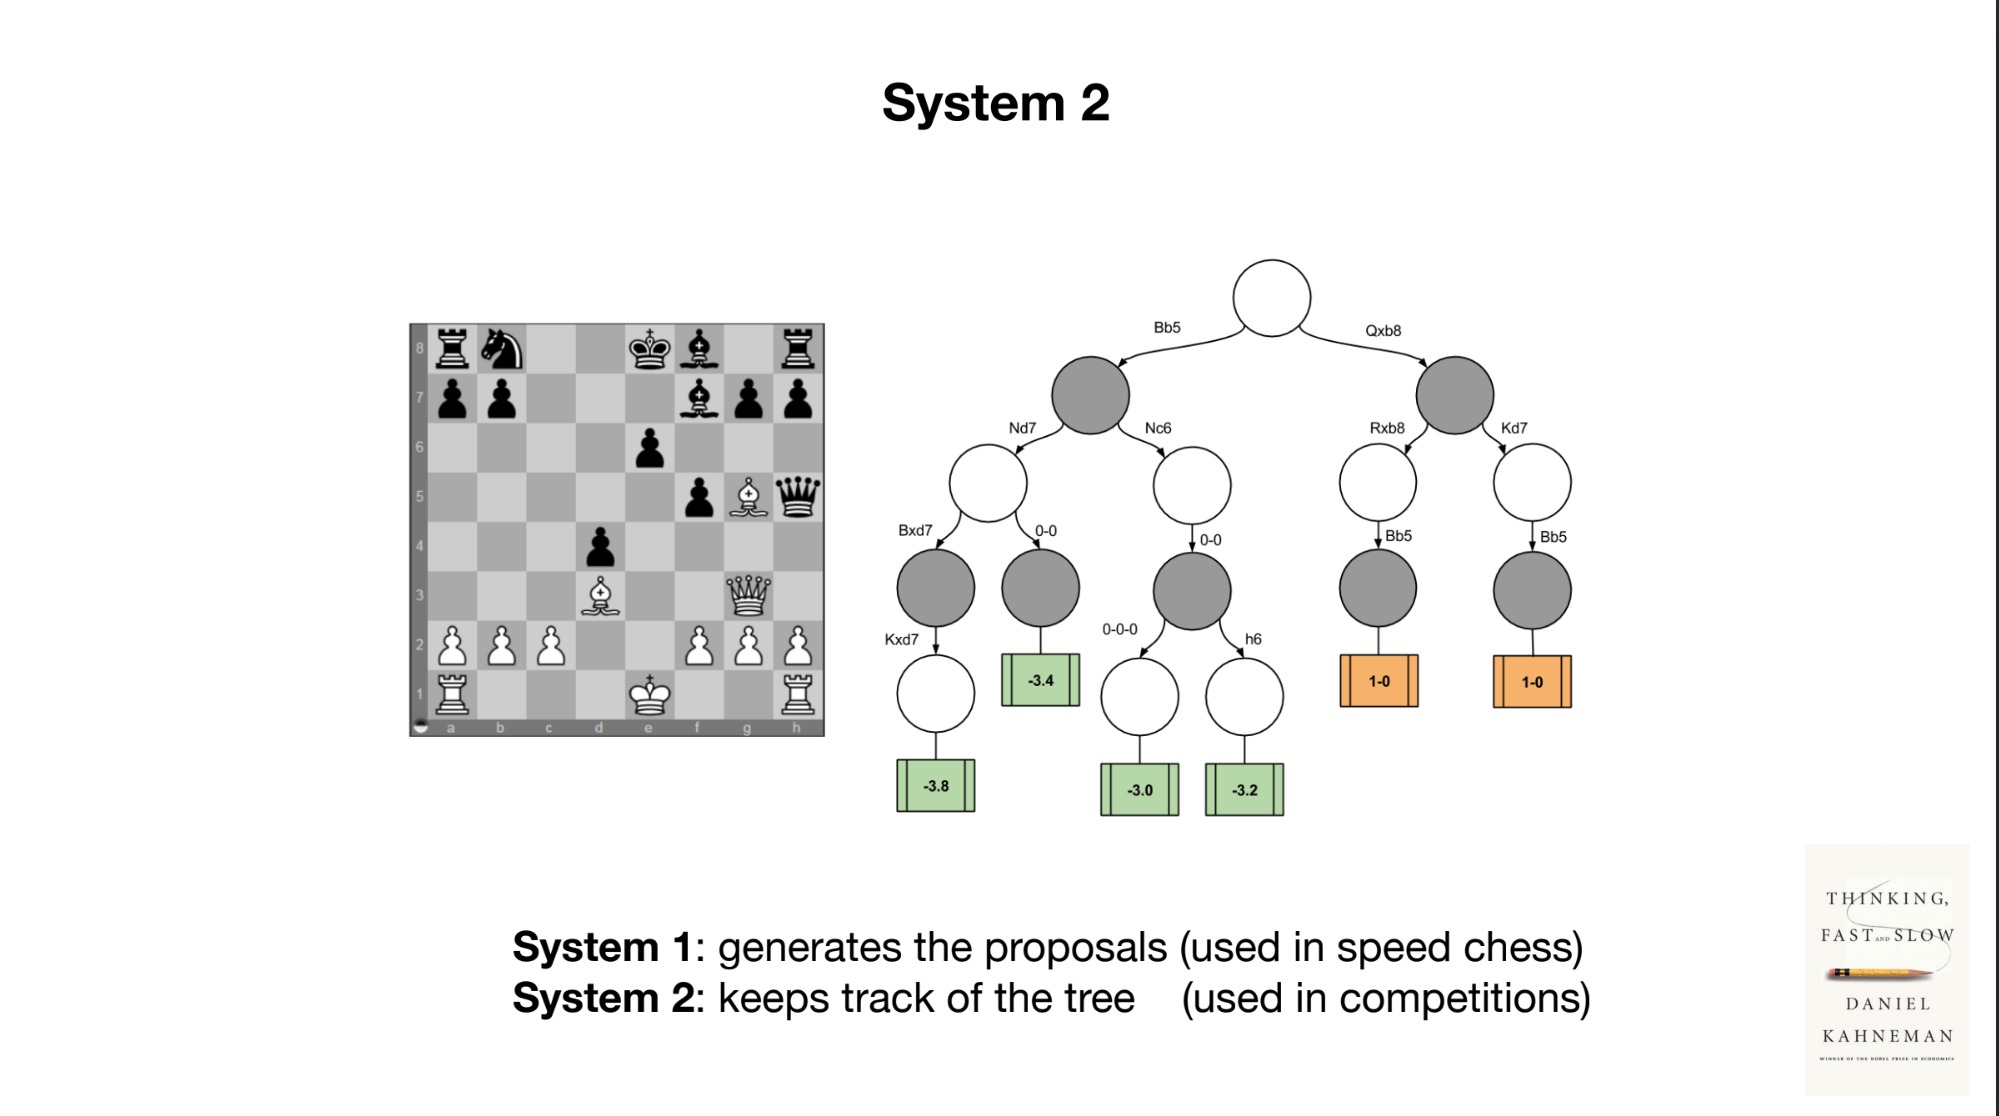 System 2
8
7
6
5
4
3
2
1
a b c d e f g h
Bb5
Qxb8
Nd7
Nc6
Rxb8
Kd7
Bxd7
0-0
0-0
Bb5
Bb5
Kxd7
0-0-0
h6
-3.4
1-0
1-0
-3.8
-3.0
-3.2
System 1: generates the proposals (used in speed chess)
System 2: keeps track of the tree (used in competitions)
THINKING,
FAST AND SLOW
DANIEL
KAHNEMAN
WINNER OF THE NOBEL PRIZE IN ECONOMICS